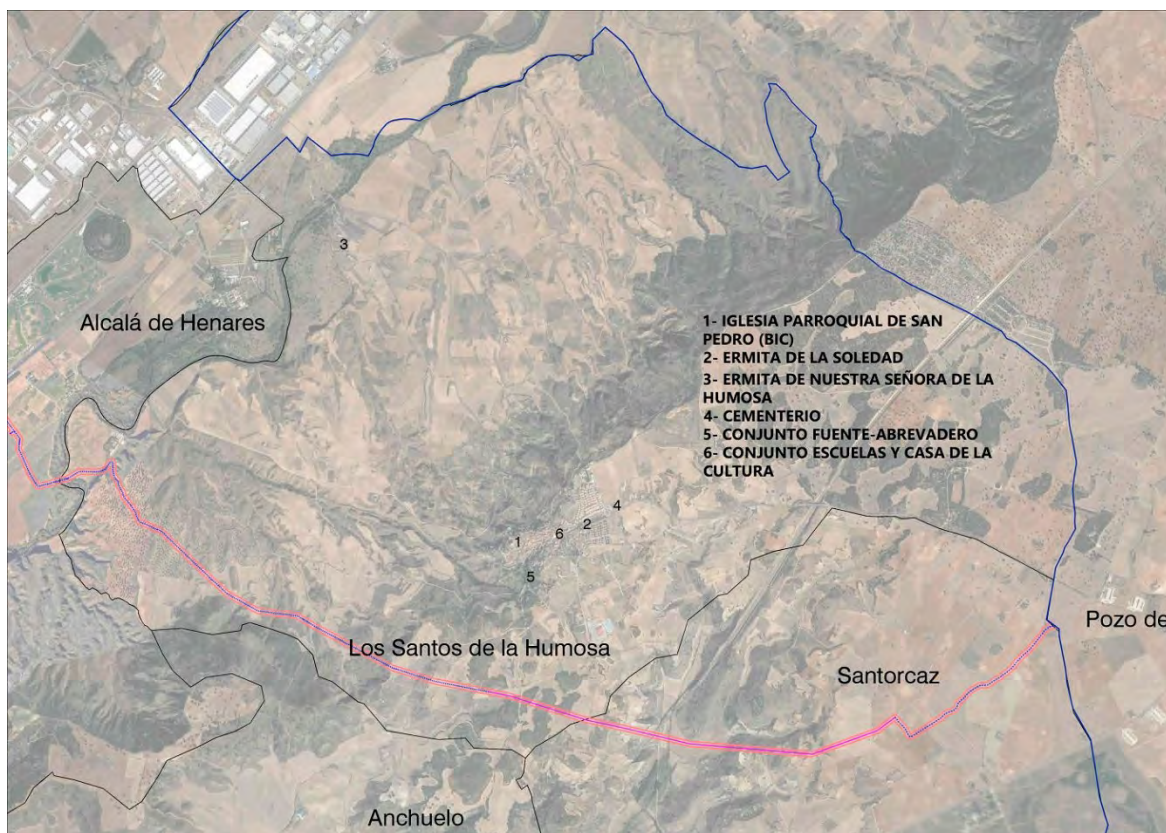 3
Alcalá de Henares
1- IGLESIA PARROQUIAL DE SAN
PEDRO (BIC)
2- ERMITA DE LA SOLEDAD
3- ERMITA DE NUESTRA SEÑORA DE LA
HUMOSA
4- CEMENTERIO
5- CONJUNTO FUENTE-ABREVADERO
6- CONJUNTO ESCUELAS Y CASA DE LA
CULTURA
4
2
6
1
5
Los Santos de la Humosa
Pozo de
Santorcaz
Anchuelo